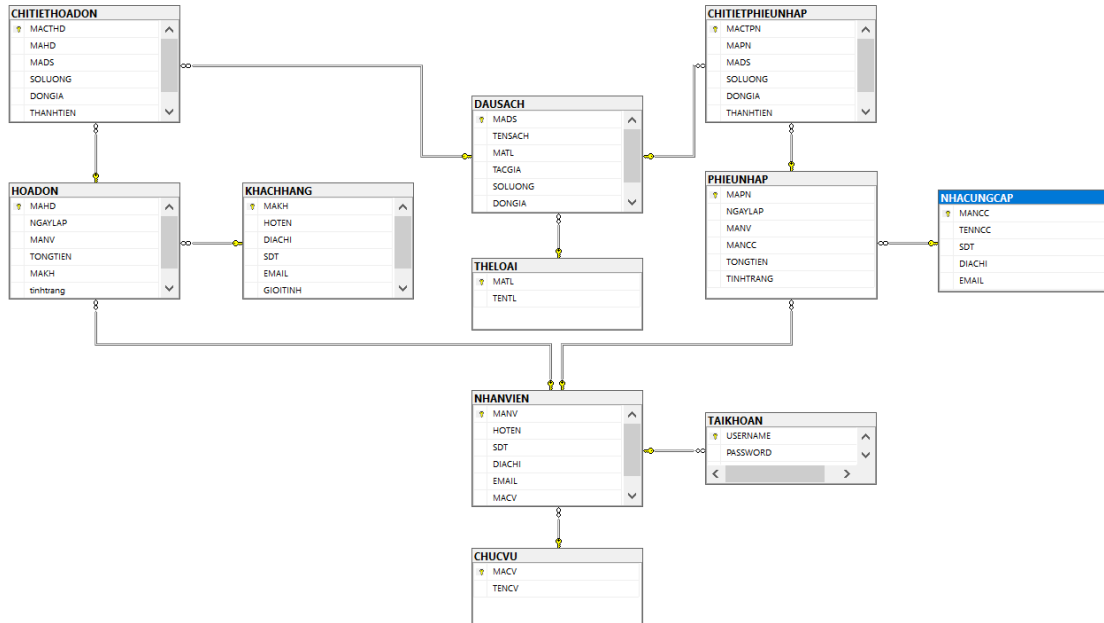 CHITIETHOADON
MACTHD
MAHD
MADS
SOLUONG
DONGIA
THANHTIEN
CHITIETPHIEUNHAP
MACTPN
MAPN
MADS
SOLUONG
DONGIA
THANHTIEN
DAUSACH
MADS
TENSACH
MATL
TACGIA
SOLUONG
DONGIA
HOADON
MAHD
NGAYLAP
MANV
TONGTIEN
MAKH
tinhtrang
KHACHHANG
MAKH
HOTEN
DIACHI
SDT
EMAIL
GIOITINH
THELOAI
MATL
TENTL
PHIEUNHAP
MAPN
NGAYLAP
MANV
MANCC
TONGTIEN
TINHTRANG
NHACUNGCAP
MANCC
TENNCC
SDT
DIACHI
EMAIL
NHANVIEN
MANV
HOTEN
SDT
DIACHI
EMAIL
MACV
TAIKHOAN
USERNAME
PASSWORD
CHUCVU
MACV
TENCV